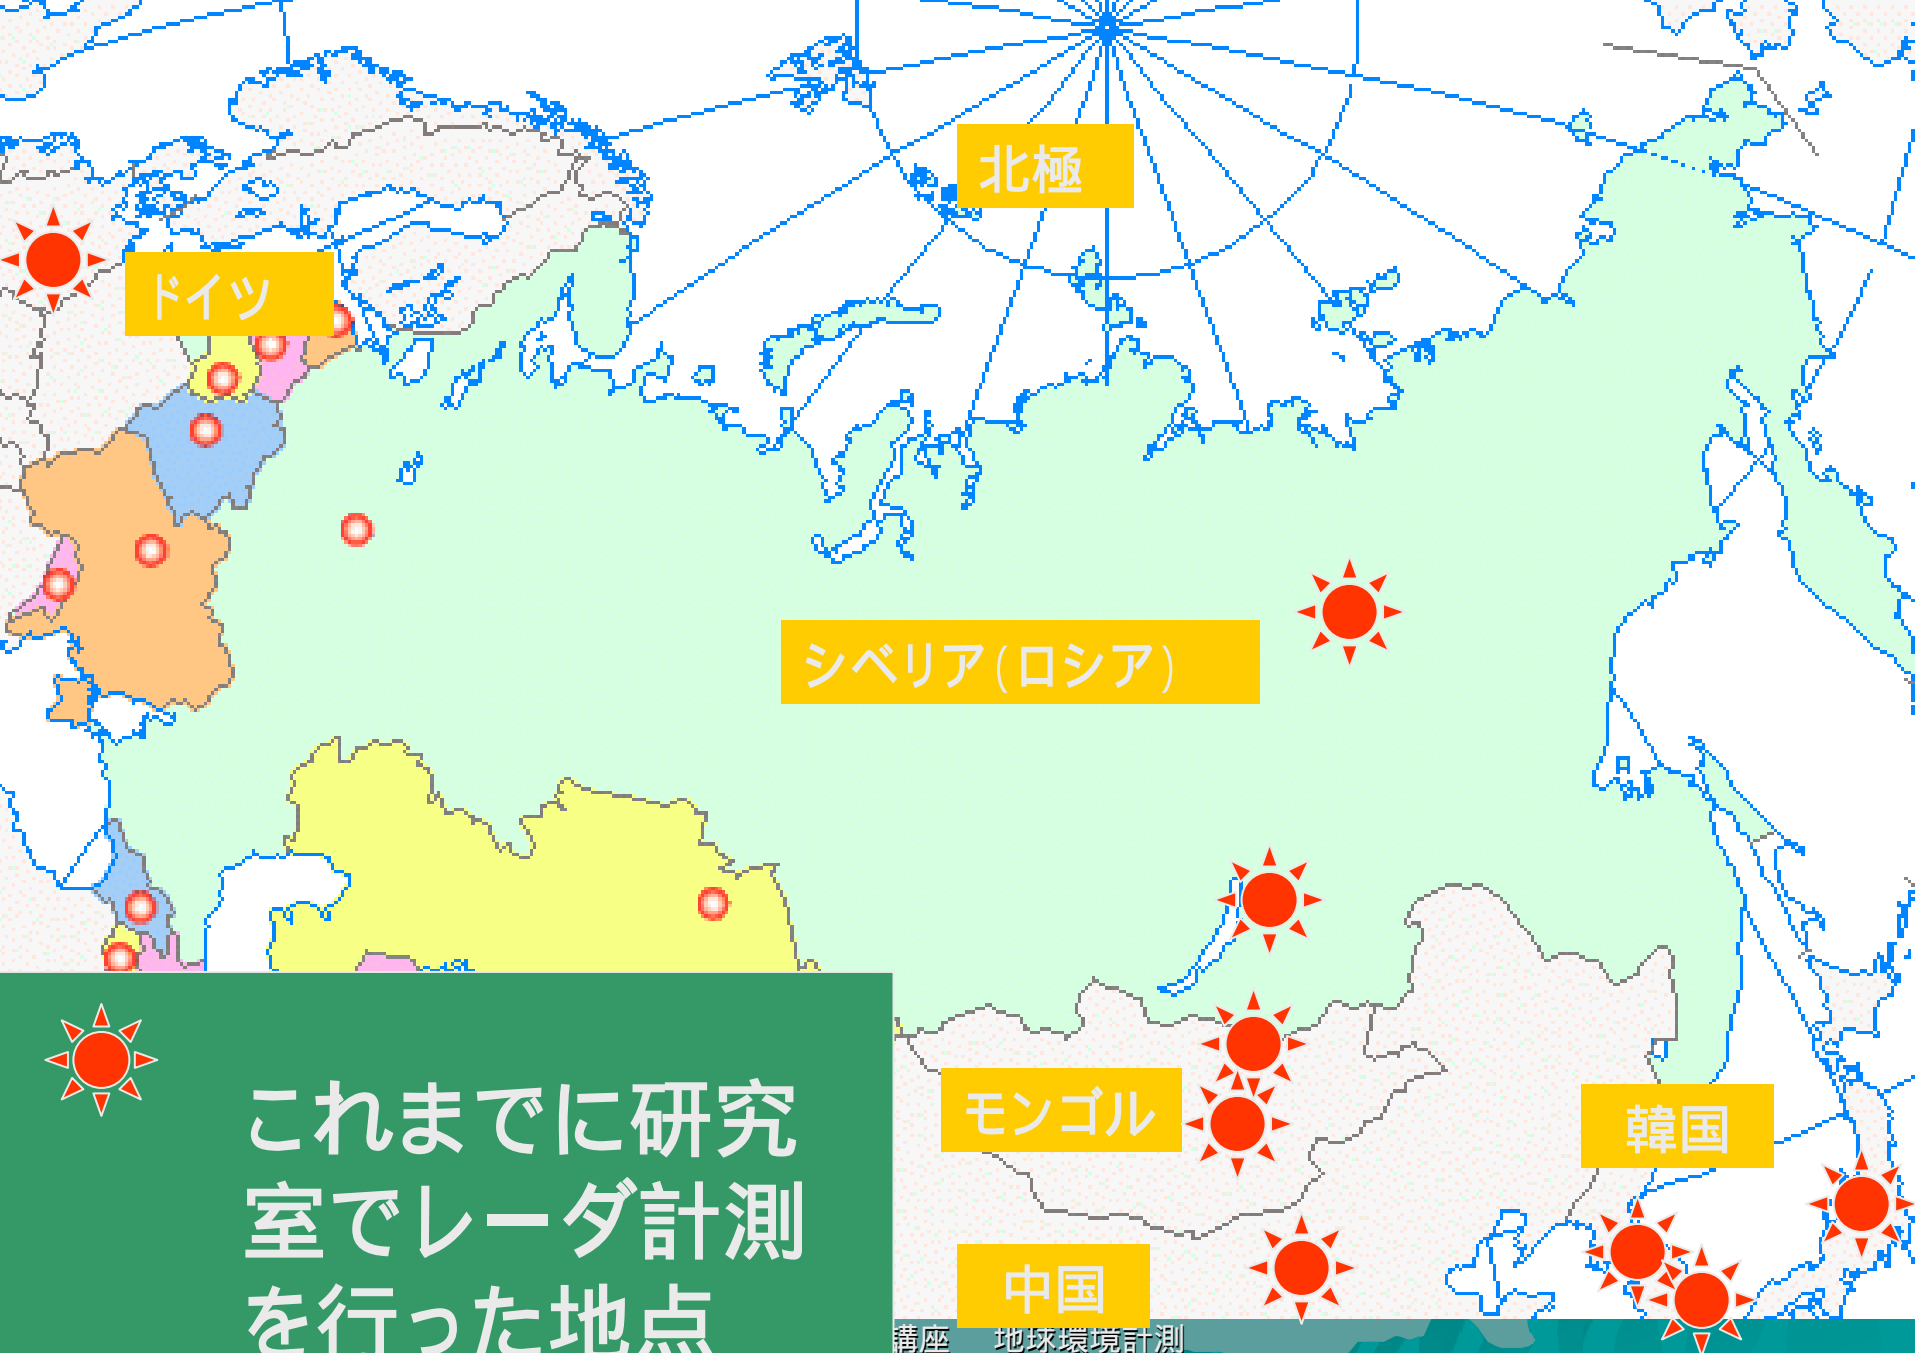 北極
ドイツ
シベリア(ロシア)
モンゴル
韓国
中国
これまでに研究
室でレーダ計測
を行った地点
講座 地球環境計測